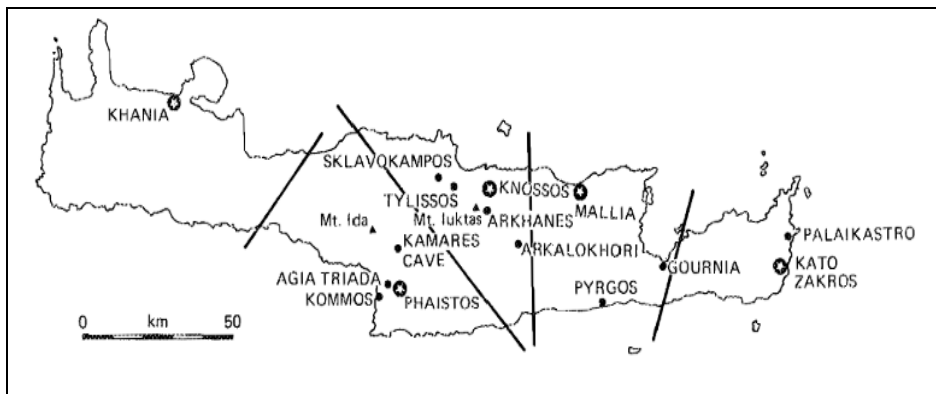 KHANIA
SKLAVOKAMPOS
TYLISSOS
KNOSSOS
MALLIA
Mt. Iuktas
ARKHANES
Mt. Ida
KAMARES
CAVE
ARKALOKHORI
PALAIKASTRO
GOURNIA
KATO
ZAKROS
AGIA TRIADA
KOMMOS
PHAISTOS
PYRGOS
0 km 50